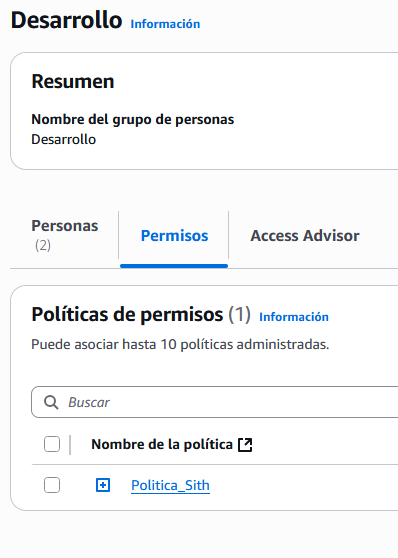 Desarrollo Información
Resumen
Nombre del grupo de personas
Desarrollo
Personas
(2)
Permisos
Access Advisor
Políticas de permisos (1) Información
Puede asociar hasta 10 políticas administradas.
Buscar
Nombre de la política
Politica_Sith